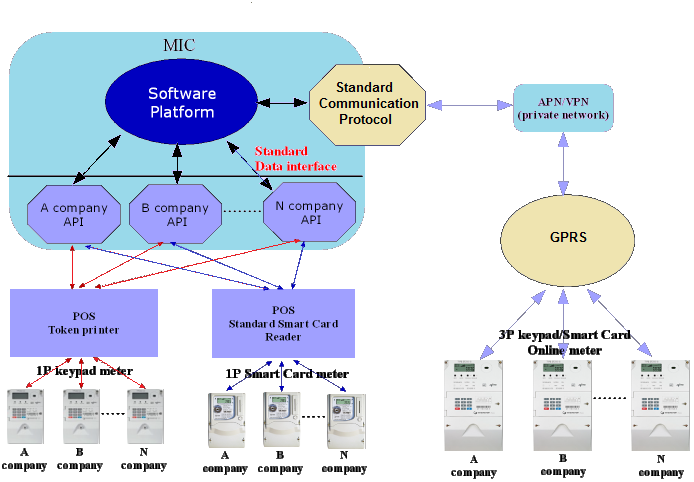 MIC
Software
Platform
Standard
Communication
Protocol
APN/VPN
(private network)
Standard
Data interface
A company
API
B company
API
N company
API
GPRS
POS
Token printer
POS
Standard Smart Card
Reader
1P keypad meter
1P Smart Card meter
3P keypad/Smart Card
Online meter
A
company
B
company
N
company
A
company
B
company
N
company
A
company
B
company
N
company